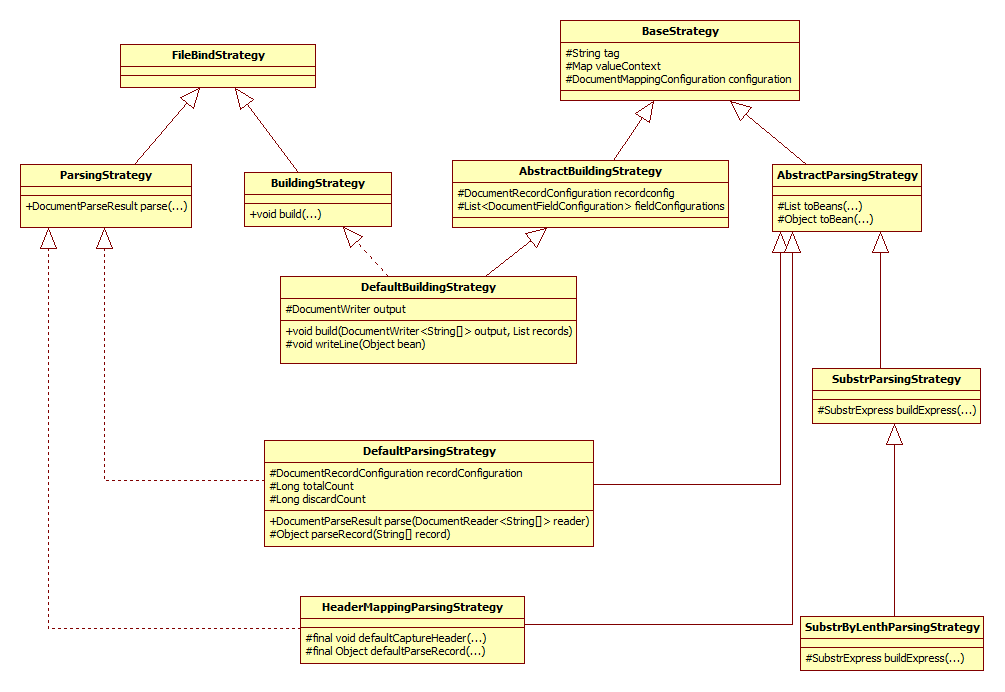 FileBindStrategy
BaseStrategy
#String tag
#Map valueContext
#DocumentMappingConfiguration configuration
ParsingStrategy
+DocumentParseResult parse(...)
BuildingStrategy
+void build(...)
AbstractBuildingStrategy
#DocumentRecordConfiguration recordconfig
#List<DocumentFieldConfiguration> fieldConfigurations
AbstractParsingStrategy
#List toBeans(...)
#Object toBean(...)
DefaultBuildingStrategy
#DocumentWriter output
+void build(DocumentWriter<String[]> output, List records)
#void writeLine(Object bean)
SubstrParsingStrategy
#SubstrExpress buildExpress(...)
DefaultParsingStrategy
#DocumentRecordConfiguration recordConfiguration
#Long totalCount
#Long discardCount
+DocumentParseResult parse(DocumentReader<String[]> reader)
#Object parseRecord(String[] record)
HeaderMappingParsingStrategy
#final void defaultCaptureHeader(...)
#final Object defaultParseRecord(...)
SubstrByLenthParsingStrategy
#SubstrExpress buildExpress(...)